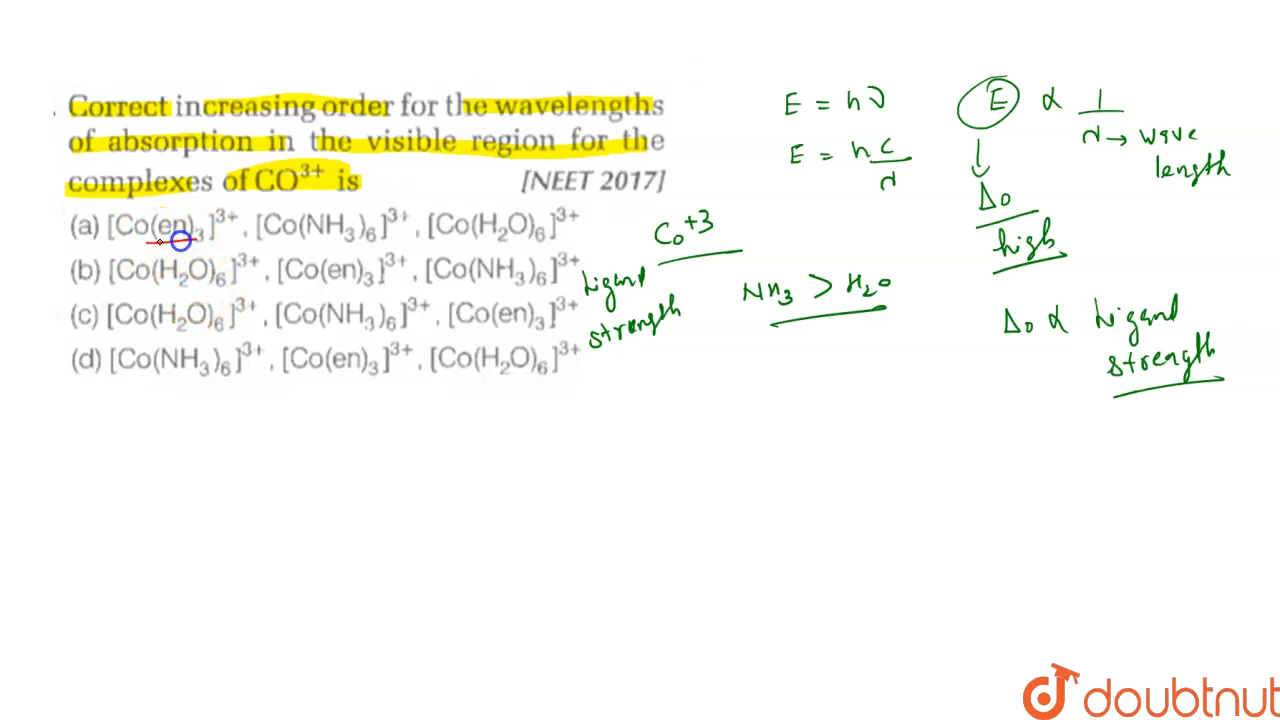 . Correct increasing order for the wavelengths
of absorption in the visible region for the
complexes of CO³⁺ is [NEET 2017]
(a) [Co(en)₃]³⁺, [Co(NH₃)₆]³⁺, [Co(H₂O)₆]³⁺
(b) [Co(H₂O)₆]³⁺, [Co(en)₃]³⁺, [Co(NH₃)₆]³⁺
(c) [Co(H₂O)₆]³⁺, [Co(NH₃)₆]³⁺, [Co(en)₃]³⁺
(d) [Co(NH₃)₆]³⁺, [Co(en)₃]³⁺, [Co(H₂O)₆]³⁺
Co⁺³
Ligand
strength
NH₃ > H₂O
E = hν
E = h c/λ
E ∝ 1/λ → wave
length
↓
Δo
high
Δo ∝ Ligand
strength
doubtnut